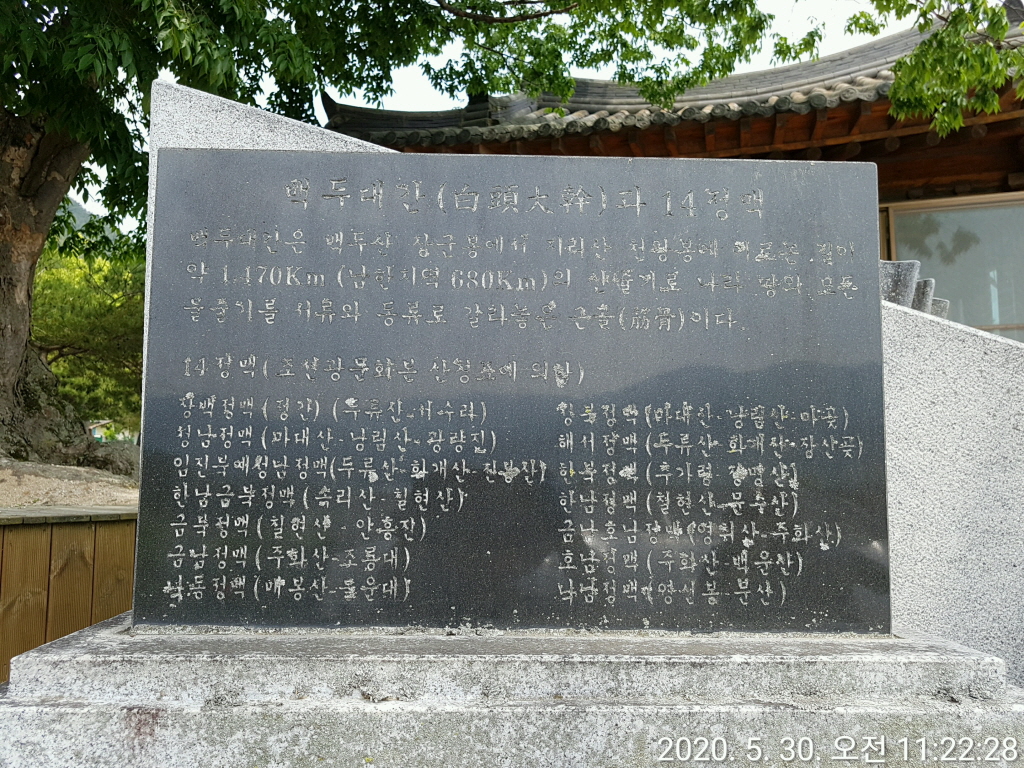 백두대간(白頭大幹)과 14정맥
백두대간은 백두산 장군봉에서 지리산 천왕봉에 이르는 길이
약 1,470Km (남한지역 680Km)의 산줄기로 나라 땅의 모든
물줄기를 서류와 동류로 갈라놓은 근골(筋骨)이다.
14정맥(조선광문회본 산경표에 의함)
장백정맥(정간) (두류산-서수라)
청북정맥(마대산-낭림산-마곶)
청남정맥(마대산-낭림산-광량진)
해서정맥(두류산-화개산-장산곶)
임진북예성남정맥(두류산-화개산-진봉산)
한북정맥(추가령-장명산)
한남금북정맥(속리산-칠현산)
한남정맥(칠현산-문수산)
금북정맥(칠현산-안흥진)
금남호남정맥(영취산-주화산)
금남정맥(주화산-조룡대)
호남정맥(주화산-백운산)
낙동정맥(매봉산-몰운대)
낙남정맥(영신봉-분산)
2020. 5. 30. 오전 11:22:28